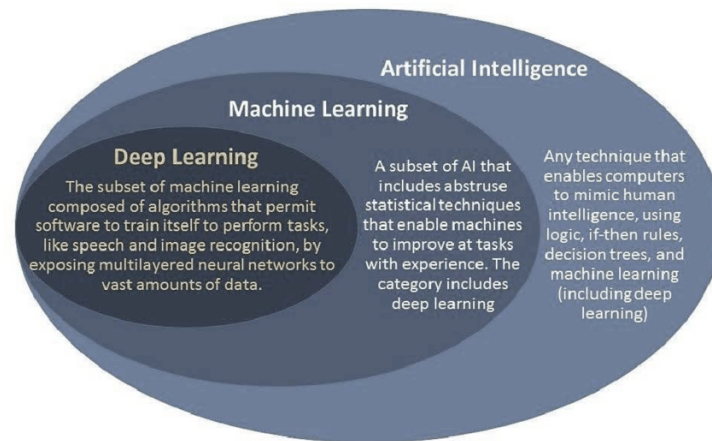 Artificial Intelligence
Machine Learning
Deep Learning
The subset of machine learning
composed of algorithms that permit
software to train itself to perform tasks,
like speech and image recognition, by
exposing multilayered neural networks to
vast amounts of data.
A subset of AI that
includes abstruse
statistical techniques
that enable machines
to improve at tasks
with experience. The
category includes
deep learning
Any technique that
enables computers
to mimic human
intelligence, using
logic, if-then rules,
decision trees, and
machine learning
(including deep
learning)